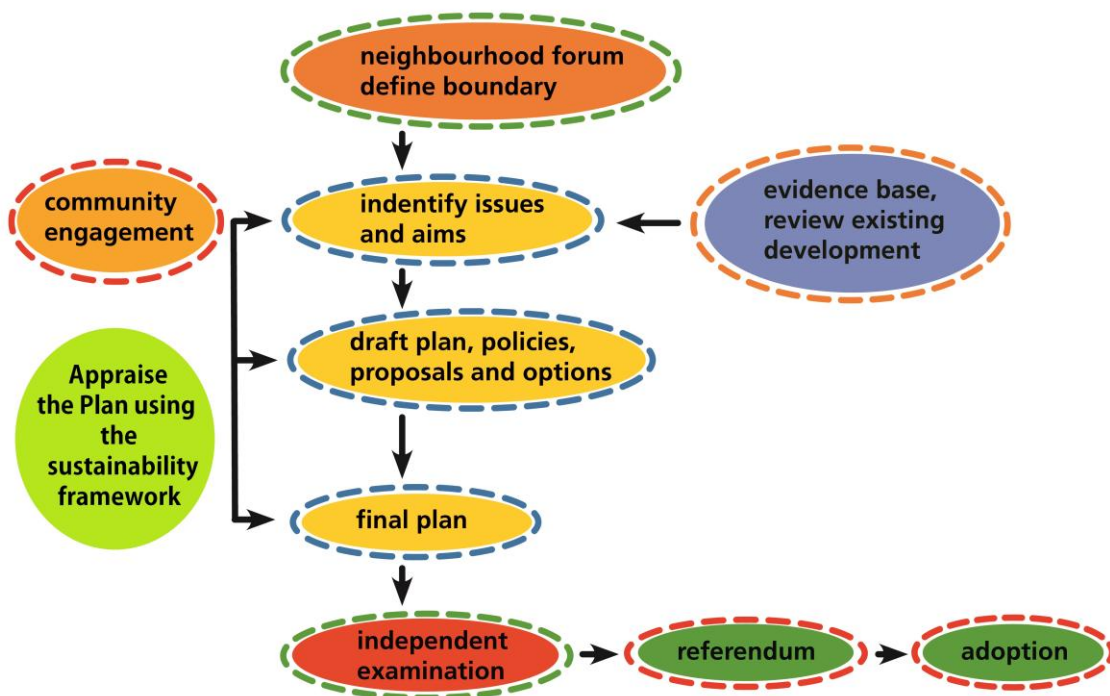 neighbourhood forum
define boundary
community
engagement
indentify issues
and aims
evidence base,
review existing
development
draft plan, policies,
proposals and options
Appraise
the Plan using
the
sustainability
framework
final plan
independent
examination
referendum
adoption